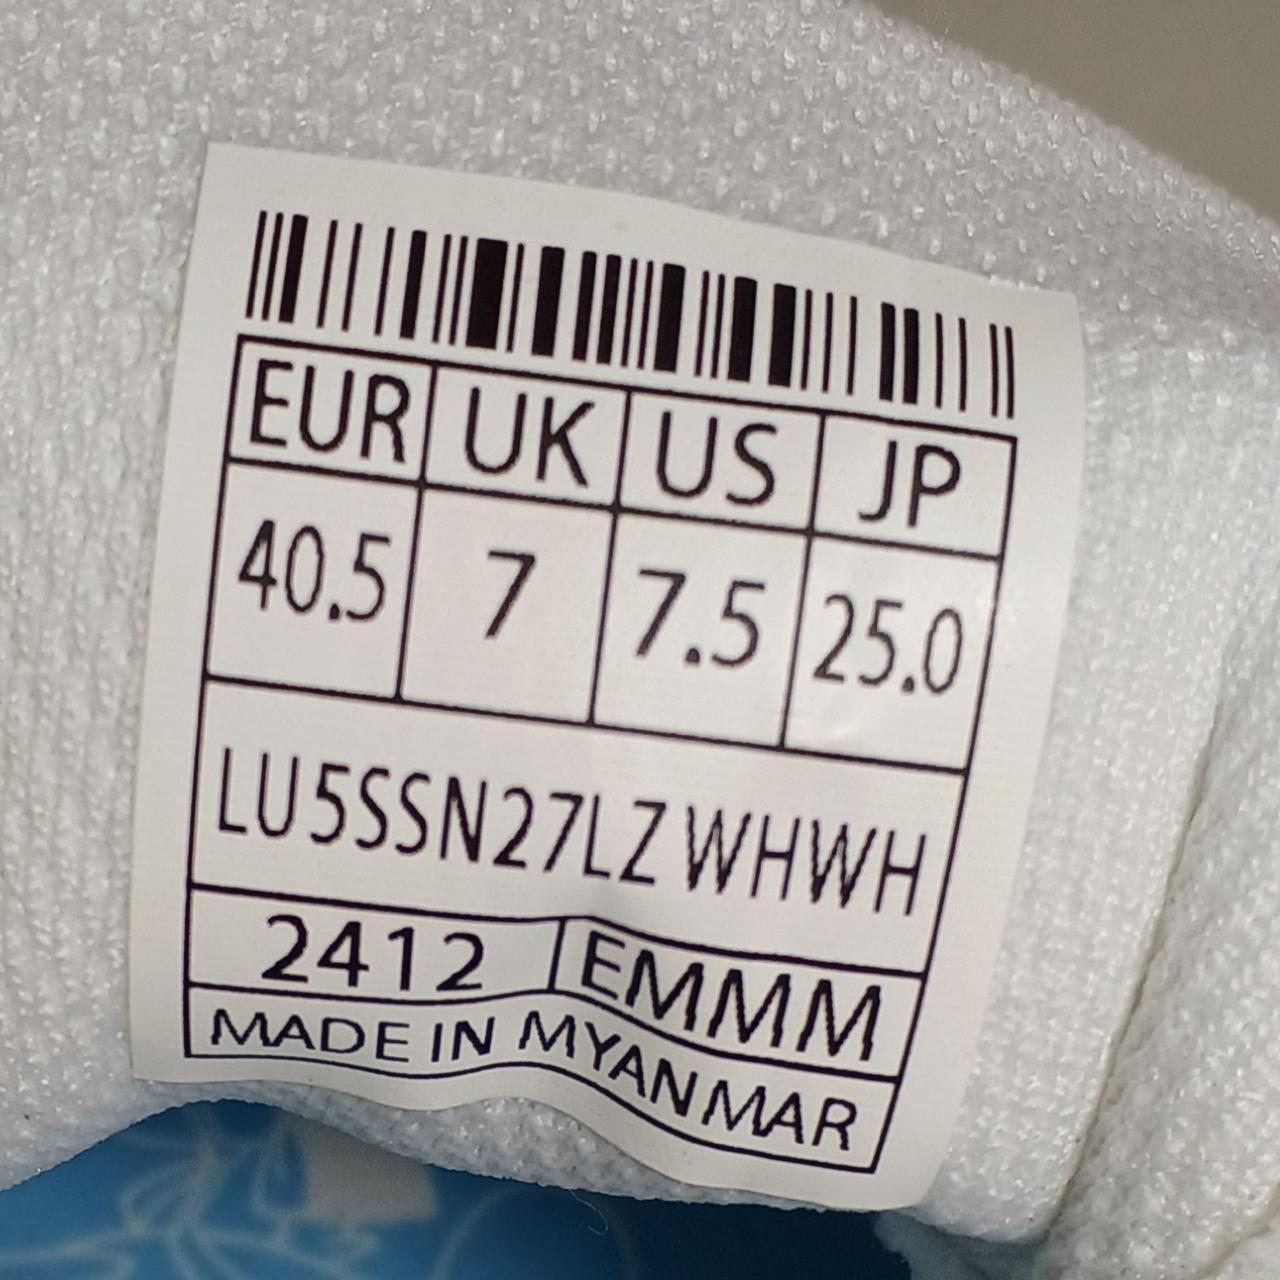 EUR UK US JP
40.5 7 7.5 25.0
LU5SSN27LZ WHWH
2412 EMMM
MADE IN MYANMAR